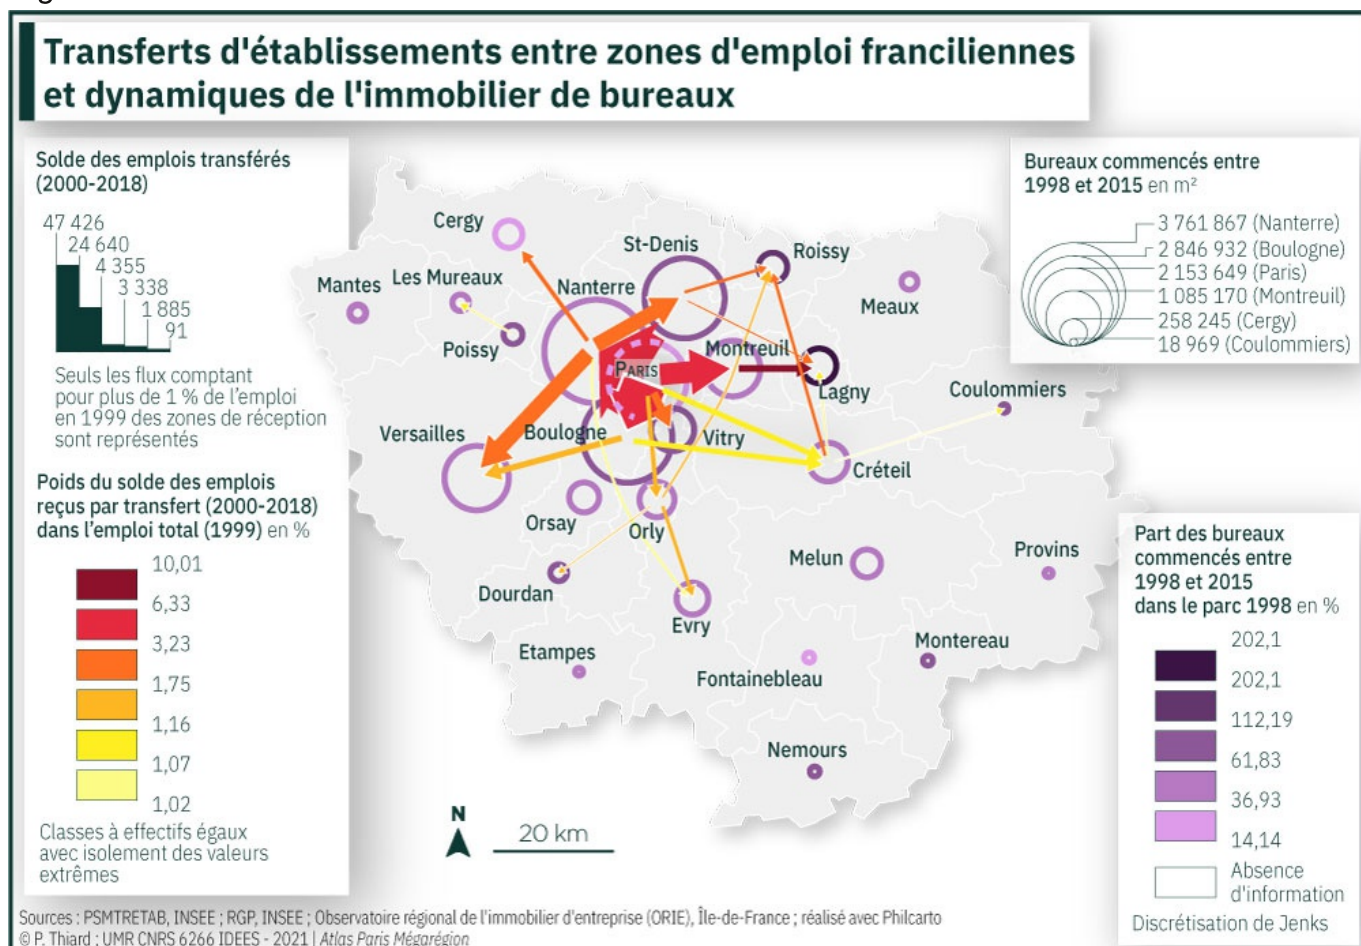 Transferts d'établissements entre zones d'emploi franciliennes
et dynamiques de l'immobilier de bureaux
Solde des emplois transférés
(2000-2018)
47 426
24 640
4 355
3 338
1 885
91
Seuls les flux comptant
pour plus de 1 % de l'emploi
en 1999 des zones de réception
sont représentés
Poids du solde des emplois
reçus par transfert (2000-2018)
dans l'emploi total (1999) en %
10,01
6,33
3,23
1,75
1,16
1,07
1,02
Classes à effectifs égaux
avec isolement des valeurs
extrêmes
Cergy
St-Denis
Roissy
Mantes
Les Mureaux
Nanterre
Meaux
Poissy
PARIS
Montreuil
Lagny
Coulommiers
Versailles
Boulogne
Vitry
Créteil
Orsay
Orly
Melun
Provins
Dourdan
Evry
Etampes
Fontainebleau
Montereau
Nemours
N
20 km
Bureaux commencés entre
1998 et 2015 en m²
3 761 867 (Nanterre)
2 846 932 (Boulogne)
2 153 649 (Paris)
1 085 170 (Montreuil)
258 245 (Cergy)
18 969 (Coulommiers)
Part des bureaux
commencés entre
1998 et 2015
dans le parc 1998 en %
202,1
202,1
112,19
61,83
36,93
14,14
Absence
d'information
Discrétisation de Jenks
Sources : PSMTRETAB, INSEE ; RGP, INSEE ; Observatoire régional de l'immobilier d'entreprise (ORIE), Île-de-France ; réalisé avec Philcarto
© P. Thiard ; UMR CNRS 6266 IDEES - 2021 | Atlas Paris Mégarégion